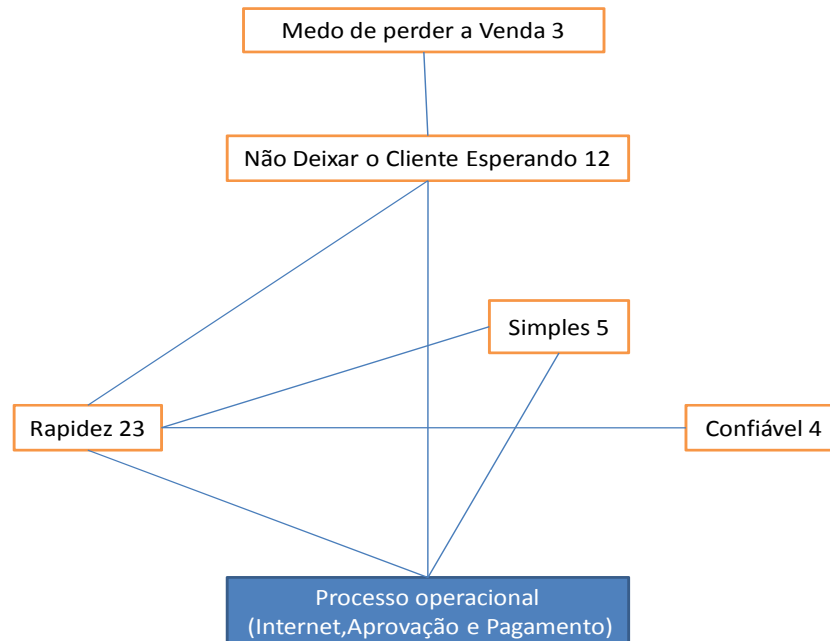 Medo de perder a Venda 3
Não Deixar o Cliente Esperando 12
Simples 5
Rapidez 23
Confiável 4
Processo operacional
(Internet,Aprovação e Pagamento)